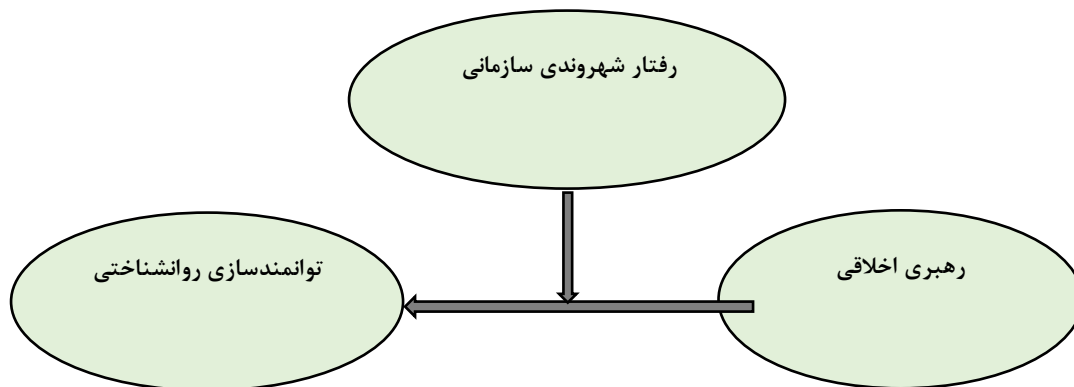 رفتار شهروندی سازمانی
رهبری اخلاقی
توانمندسازی روانشناختی